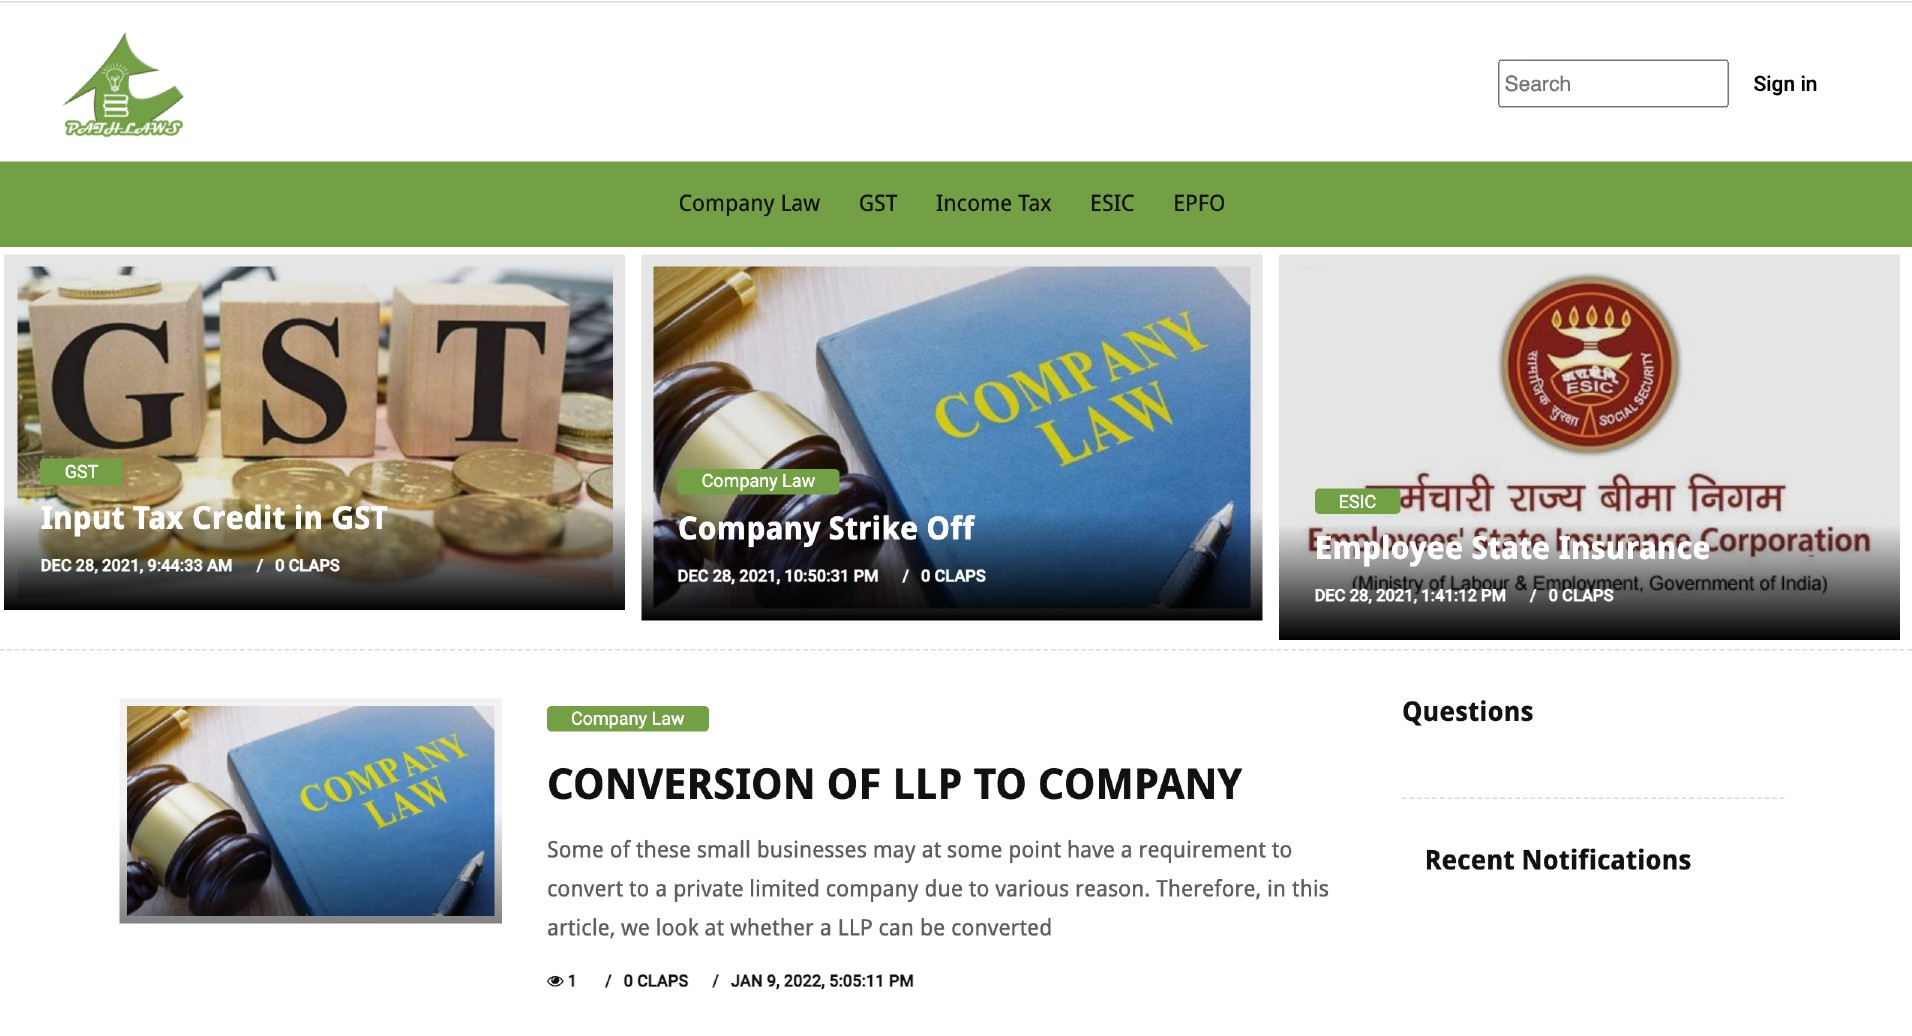 PATH LAWS
Search
Sign in
Company Law
GST
Income Tax
ESIC
EPFO
GST
GST
Input Tax Credit in GST
DEC 28, 2021, 9:44:33 AM / 0 CLAPS
COMPANY
LAW
Company Law
Company Strike Off
DEC 28, 2021, 10:50:31 PM / 0 CLAPS
क.रा.बी.नि
ESIC
सामाजिक सुरक्षा
SOCIAL SECURITY
र्मचारी राज्य बीमा निगम
ESIC
Employees' State Insurance Corporation
Employee State Insurance
(Ministry of Labour & Employment, Government of India)
DEC 28, 2021, 1:41:12 PM / 0 CLAPS
COMPANY
LAW
Company Law
CONVERSION OF LLP TO COMPANY
Some of these small businesses may at some point have a requirement to
convert to a private limited company due to various reason. Therefore, in this
article, we look at whether a LLP can be converted
1 / 0 CLAPS / JAN 9, 2022, 5:05:11 PM
Questions
Recent Notifications